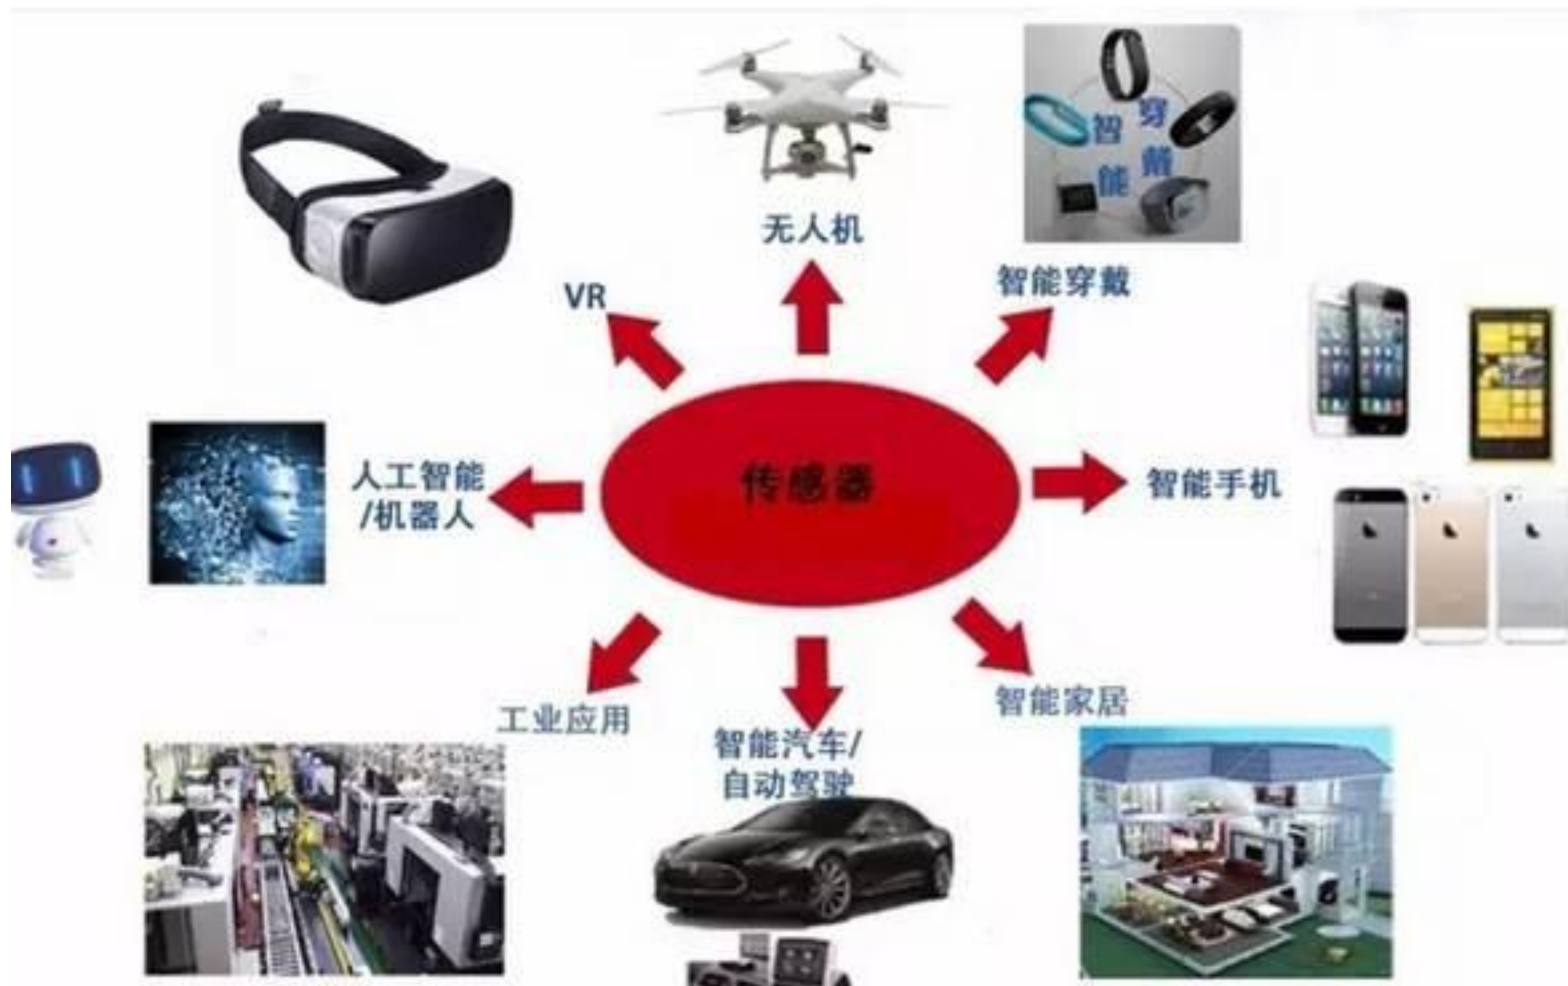 无人机
智能
穿戴
智能穿戴
VR
传感器
人工智能
/机器人
智能手机
工业应用
智能汽车/
自动驾驶
智能家居